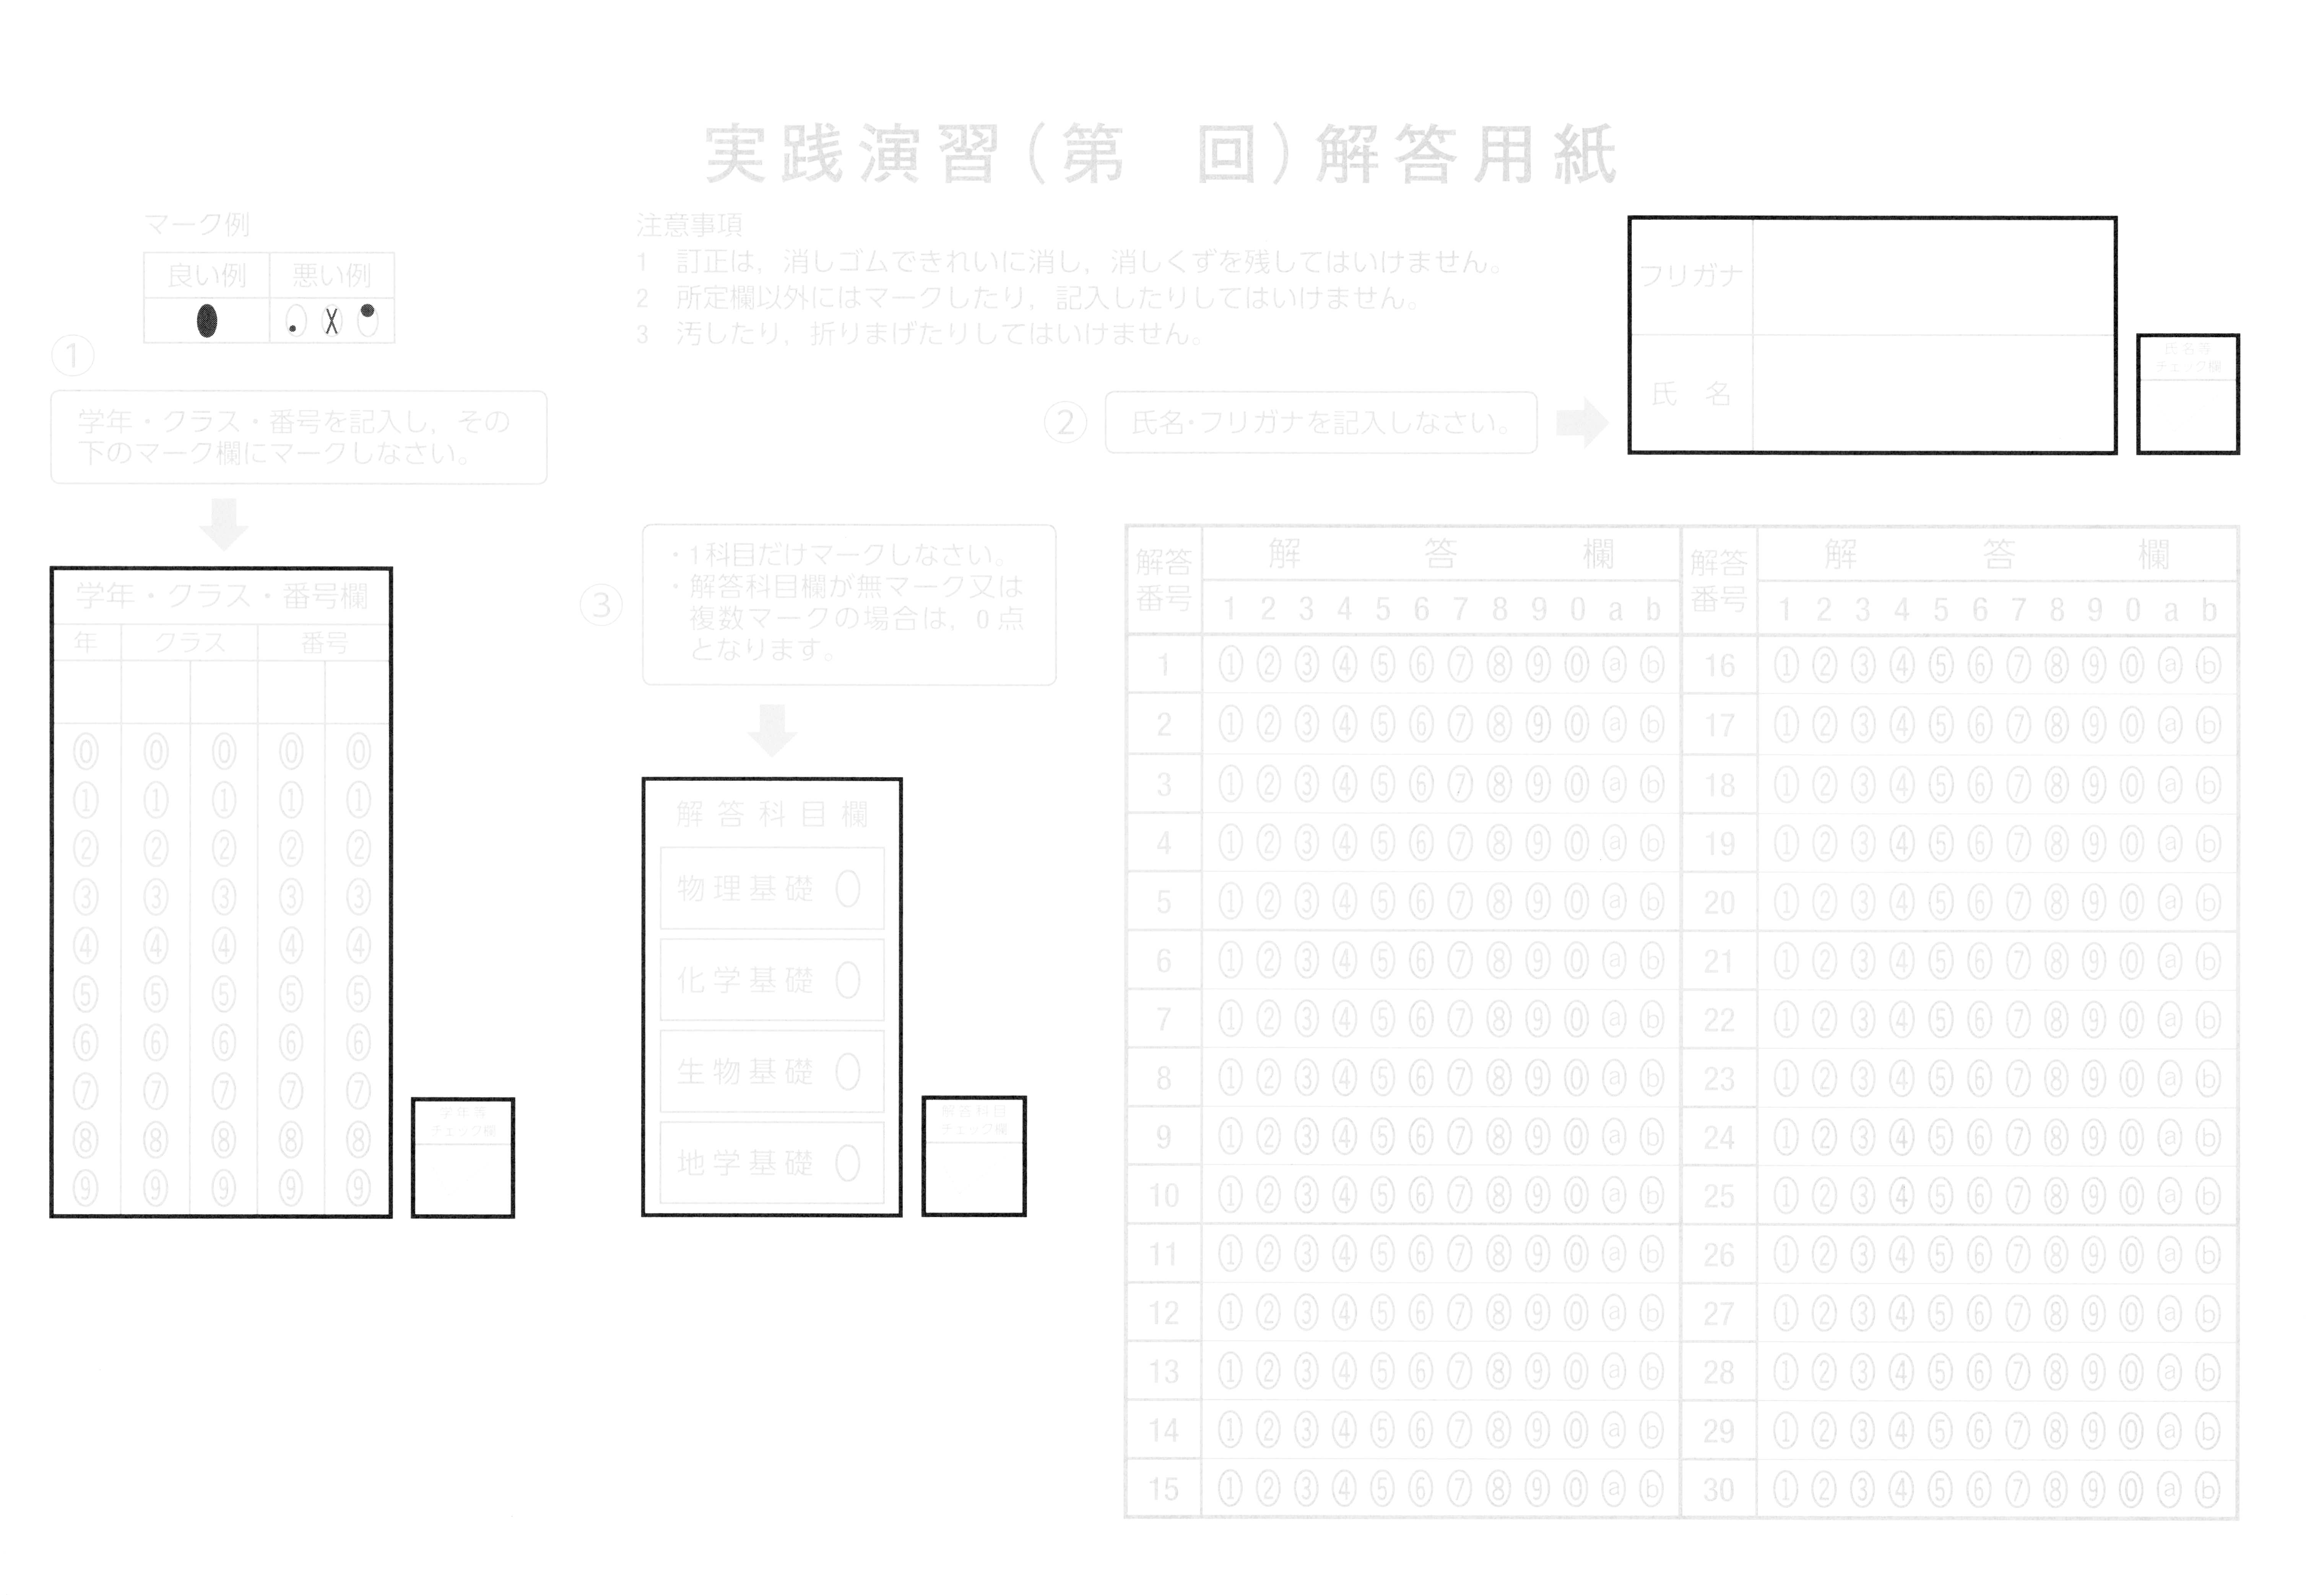 実践演習(第　回)解答用紙
マーク例
良い例 悪い例
注意事項
1 訂正は，消しゴムできれいに消し，消しくずを残してはいけません。
2 所定欄以外にはマークしたり，記入したりしてはいけません。
3 汚したり，折りまげたりしてはいけません。
フリガナ
氏 名
氏名等
チェック欄
①
学年・クラス・番号を記入し，その
下のマーク欄にマークしなさい。
② 氏名・フリガナを記入しなさい。
学年・クラス・番号欄
年 クラス 番号
⓪ ⓪ ⓪ ⓪ ⓪
① ① ① ① ①
② ② ② ② ②
③ ③ ③ ③ ③
④ ④ ④ ④ ④
⑤ ⑤ ⑤ ⑤ ⑤
⑥ ⑥ ⑥ ⑥ ⑥
⑦ ⑦ ⑦ ⑦ ⑦
⑧ ⑧ ⑧ ⑧ ⑧
⑨ ⑨ ⑨ ⑨ ⑨
学年等
チェック欄
③
・1科目だけマークしなさい。
・解答科目欄が無マーク又は
複数マークの場合は，0点
となります。
解答科目欄
物理基礎
化学基礎
生物基礎
地学基礎
解答科目
チェック欄
解答番号 解答欄 解答番号 解答欄
1 2 3 4 5 6 7 8 9 0 a b 1 2 3 4 5 6 7 8 9 0 a b
1 ① ② ③ ④ ⑤ ⑥ ⑦ ⑧ ⑨ ⓪ ⓐ ⓑ 16 ① ② ③ ④ ⑤ ⑥ ⑦ ⑧ ⑨ ⓪ ⓐ ⓑ
2 ① ② ③ ④ ⑤ ⑥ ⑦ ⑧ ⑨ ⓪ ⓐ ⓑ 17 ① ② ③ ④ ⑤ ⑥ ⑦ ⑧ ⑨ ⓪ ⓐ ⓑ
3 ① ② ③ ④ ⑤ ⑥ ⑦ ⑧ ⑨ ⓪ ⓐ ⓑ 18 ① ② ③ ④ ⑤ ⑥ ⑦ ⑧ ⑨ ⓪ ⓐ ⓑ
4 ① ② ③ ④ ⑤ ⑥ ⑦ ⑧ ⑨ ⓪ ⓐ ⓑ 19 ① ② ③ ④ ⑤ ⑥ ⑦ ⑧ ⑨ ⓪ ⓐ ⓑ
5 ① ② ③ ④ ⑤ ⑥ ⑦ ⑧ ⑨ ⓪ ⓐ ⓑ 20 ① ② ③ ④ ⑤ ⑥ ⑦ ⑧ ⑨ ⓪ ⓐ ⓑ
6 ① ② ③ ④ ⑤ ⑥ ⑦ ⑧ ⑨ ⓪ ⓐ ⓑ 21 ① ② ③ ④ ⑤ ⑥ ⑦ ⑧ ⑨ ⓪ ⓐ ⓑ
7 ① ② ③ ④ ⑤ ⑥ ⑦ ⑧ ⑨ ⓪ ⓐ ⓑ 22 ① ② ③ ④ ⑤ ⑥ ⑦ ⑧ ⑨ ⓪ ⓐ ⓑ
8 ① ② ③ ④ ⑤ ⑥ ⑦ ⑧ ⑨ ⓪ ⓐ ⓑ 23 ① ② ③ ④ ⑤ ⑥ ⑦ ⑧ ⑨ ⓪ ⓐ ⓑ
9 ① ② ③ ④ ⑤ ⑥ ⑦ ⑧ ⑨ ⓪ ⓐ ⓑ 24 ① ② ③ ④ ⑤ ⑥ ⑦ ⑧ ⑨ ⓪ ⓐ ⓑ
10 ① ② ③ ④ ⑤ ⑥ ⑦ ⑧ ⑨ ⓪ ⓐ ⓑ 25 ① ② ③ ④ ⑤ ⑥ ⑦ ⑧ ⑨ ⓪ ⓐ ⓑ
11 ① ② ③ ④ ⑤ ⑥ ⑦ ⑧ ⑨ ⓪ ⓐ ⓑ 26 ① ② ③ ④ ⑤ ⑥ ⑦ ⑧ ⑨ ⓪ ⓐ ⓑ
12 ① ② ③ ④ ⑤ ⑥ ⑦ ⑧ ⑨ ⓪ ⓐ ⓑ 27 ① ② ③ ④ ⑤ ⑥ ⑦ ⑧ ⑨ ⓪ ⓐ ⓑ
13 ① ② ③ ④ ⑤ ⑥ ⑦ ⑧ ⑨ ⓪ ⓐ ⓑ 28 ① ② ③ ④ ⑤ ⑥ ⑦ ⑧ ⑨ ⓪ ⓐ ⓑ
14 ① ② ③ ④ ⑤ ⑥ ⑦ ⑧ ⑨ ⓪ ⓐ ⓑ 29 ① ② ③ ④ ⑤ ⑥ ⑦ ⑧ ⑨ ⓪ ⓐ ⓑ
15 ① ② ③ ④ ⑤ ⑥ ⑦ ⑧ ⑨ ⓪ ⓐ ⓑ 30 ① ② ③ ④ ⑤ ⑥ ⑦ ⑧ ⑨ ⓪ ⓐ ⓑ